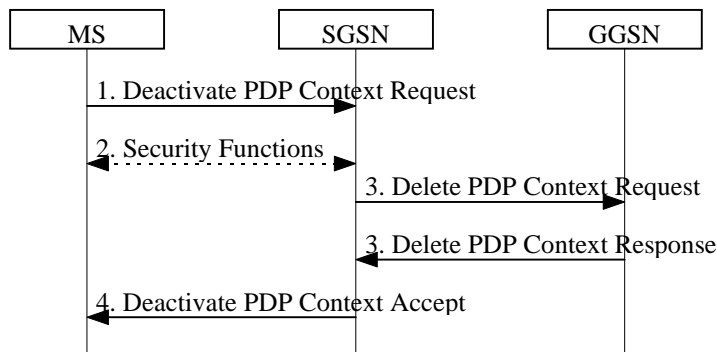 MS
SGSN
GGSN
1. Deactivate PDP Context Request
2. Security Functions
3. Delete PDP Context Request
3. Delete PDP Context Response
4. Deactivate PDP Context Accept